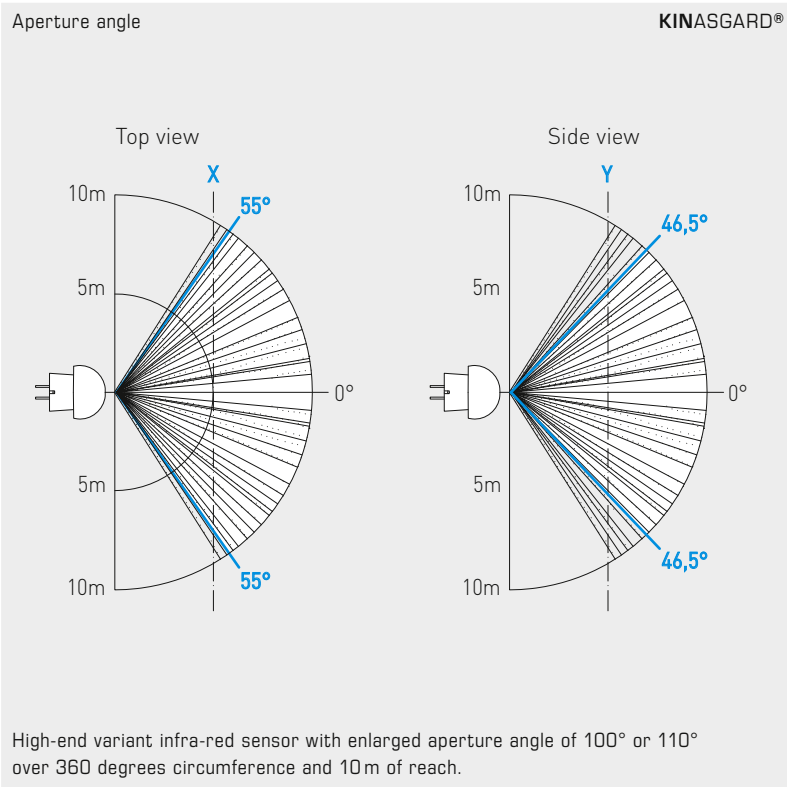 Aperture angle
KINASGARD®
Top view
X
10m
55°
5m
0°
5m
10m
55°
Side view
Y
10m
46,5°
5m
0°
5m
10m
46,5°
High-end variant infra-red sensor with enlarged aperture angle of 100° or 110°
over 360 degrees circumference and 10 m of reach.